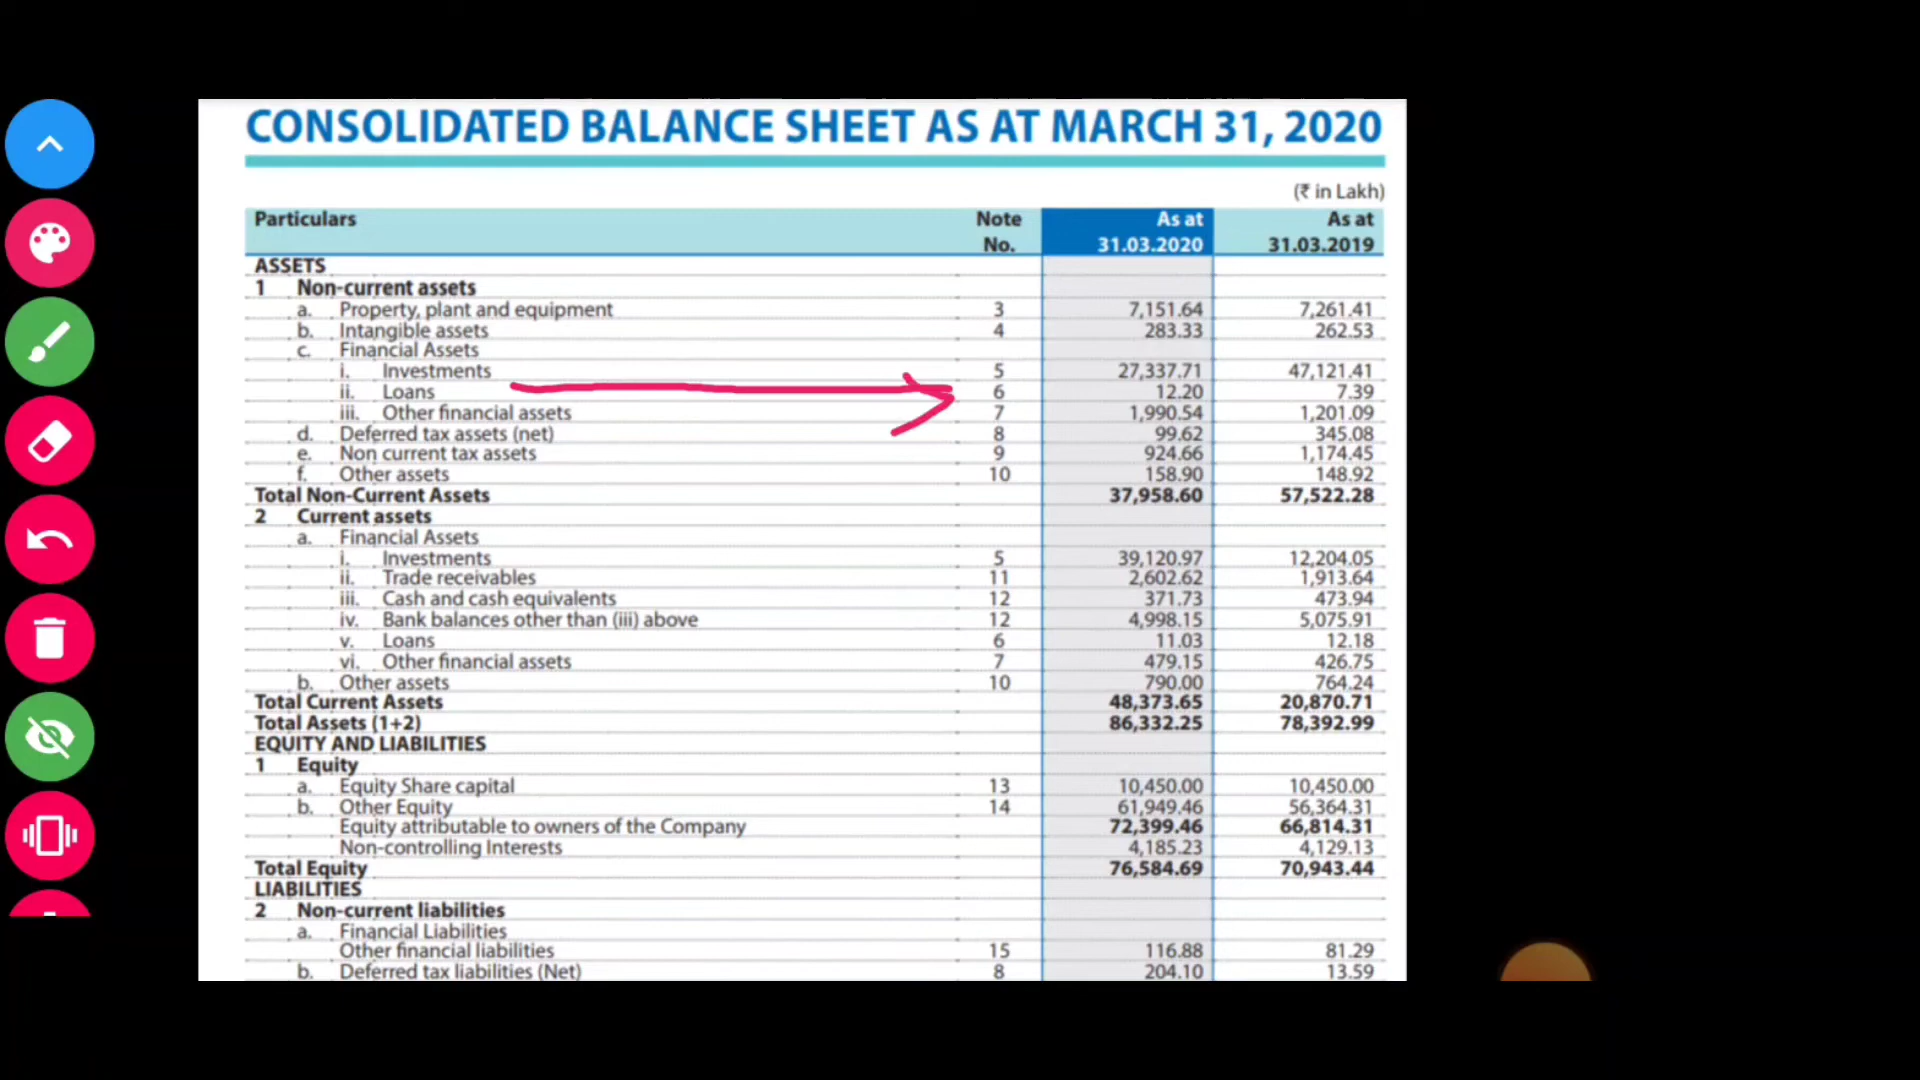 CONSOLIDATED BALANCE SHEET AS AT MARCH 31, 2020
(₹ in Lakh)
Particulars Note No. As at 31.03.2020 As at 31.03.2019
ASSETS
1 Non-current assets
a. Property, plant and equipment 3 7,151.64 7,261.41
b. Intangible assets 4 283.33 262.53
c. Financial Assets
i. Investments 5 27,337.71 47,121.41
ii. Loans 6 12.20 7.39
iii. Other financial assets 7 1,990.54 1,201.09
d. Deferred tax assets (net) 8 99.62 345.08
e. Non current tax assets 9 924.66 1,174.45
f. Other assets 10 158.90 148.92
Total Non-Current Assets 37,958.60 57,522.28
2 Current assets
a. Financial Assets
i. Investments 5 39,120.97 12,204.05
ii. Trade receivables 11 2,602.62 1,913.64
iii. Cash and cash equivalents 12 371.73 473.94
iv. Bank balances other than (iii) above 12 4,998.15 5,075.91
v. Loans 6 11.03 12.18
vi. Other financial assets 7 479.15 426.75
b. Other assets 10 790.00 764.24
Total Current Assets 48,373.65 20,870.71
Total Assets (1+2) 86,332.25 78,392.99
EQUITY AND LIABILITIES
1 Equity
a. Equity Share capital 13 10,450.00 10,450.00
b. Other Equity 14 61,949.46 56,364.31
Equity attributable to owners of the Company 72,399.46 66,814.31
Non-controlling Interests 4,185.23 4,129.13
Total Equity 76,584.69 70,943.44
LIABILITIES
2 Non-current liabilities
a. Financial Liabilities
Other financial liabilities 15 116.88 81.29
b. Deferred tax liabilities (Net) 8 204.10 13.59